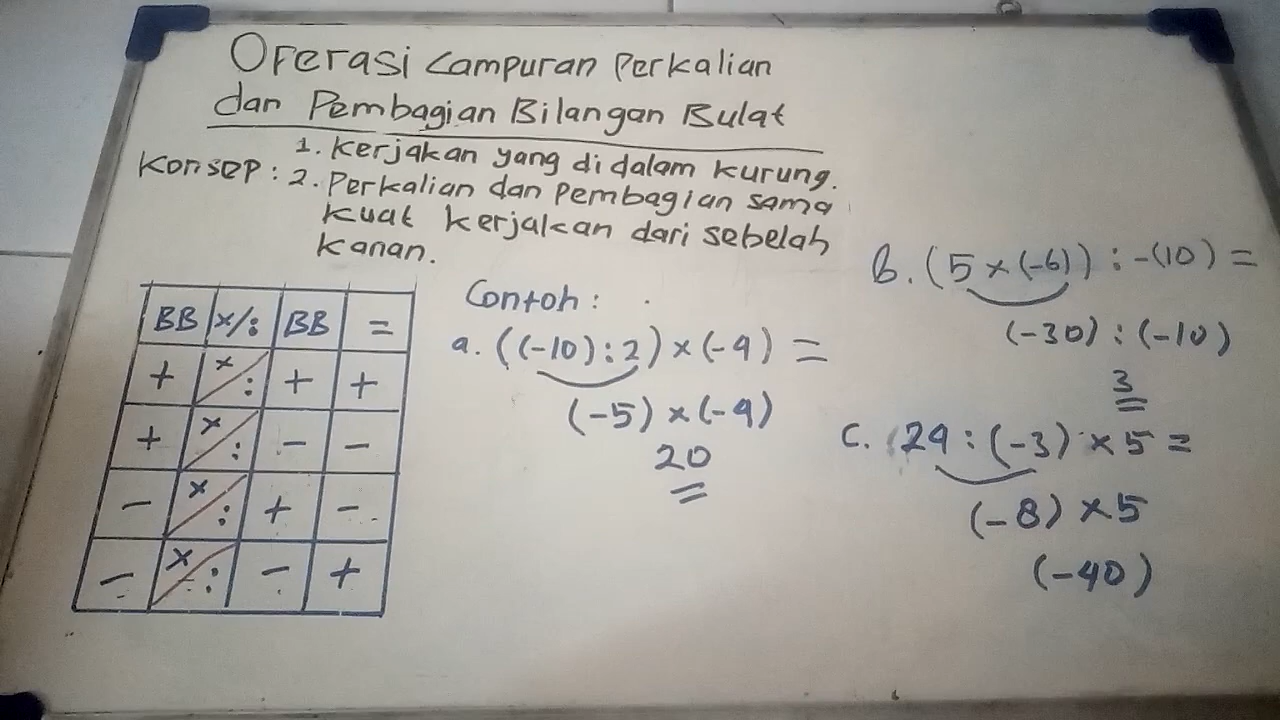 Operasi Campuran Perkalian
dan Pembagian Bilangan Bulat
Konsep : 1. Kerjakan yang di dalam kurung.
2. Perkalian dan pembagian sama
kuat kerjakan dari sebelah
kanan.
BB x/: BB =
+ x/: + +
+ x/: - -
- x/: + -
- x/: - +
Contoh :
a. ((-10) : 2) x (-4) =
(-5) x (-4)
20
b. (5 x (-6)) : -(10) =
(-30) : (-10)
3
c. 24 : (-3) x 5 =
(-8) x 5
(-40)